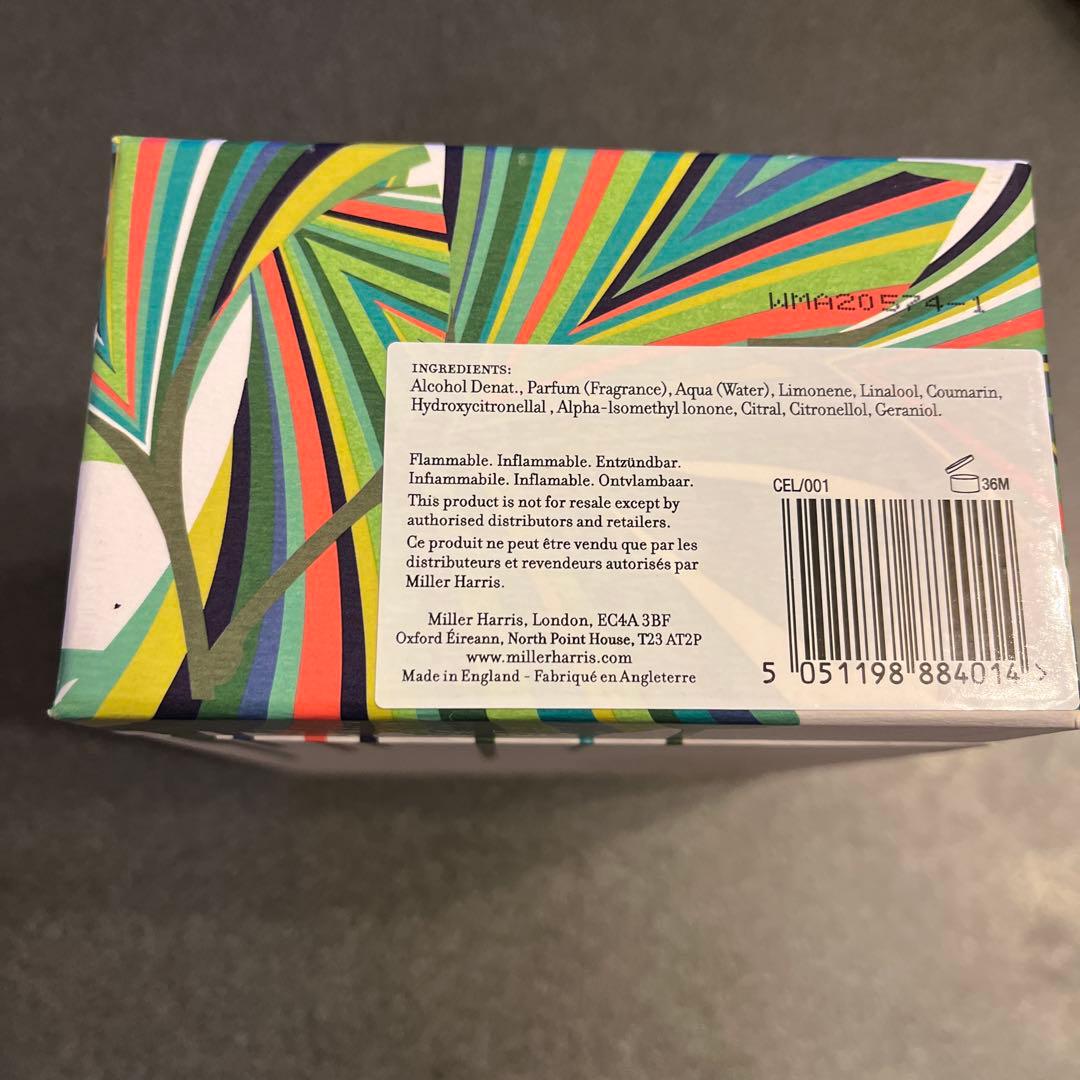 WMA20574-1
INGREDIENTS:
Alcohol Denat., Parfum (Fragrance), Aqua (Water), Limonene, Linalool, Coumarin,
Hydroxycitronellal , Alpha-lsomethyl lonone, Citral, Citronellol, Geraniol.
Flammable. Inflammable. Entzündbar.
Infiammabile. Inflamable. Ontvlambaar.
This product is not for resale except by
authorised distributors and retailers.
Ce produit ne peut être vendu que par les
distributeurs et revendeurs autorisés par
Miller Harris.
Miller Harris, London, EC4A 3BF
Oxford Éireann, North Point House, T23 AT2P
www.millerharris.com
Made in England - Fabriqué en Angleterre
CEL/001
36M
5 051198 884014 >